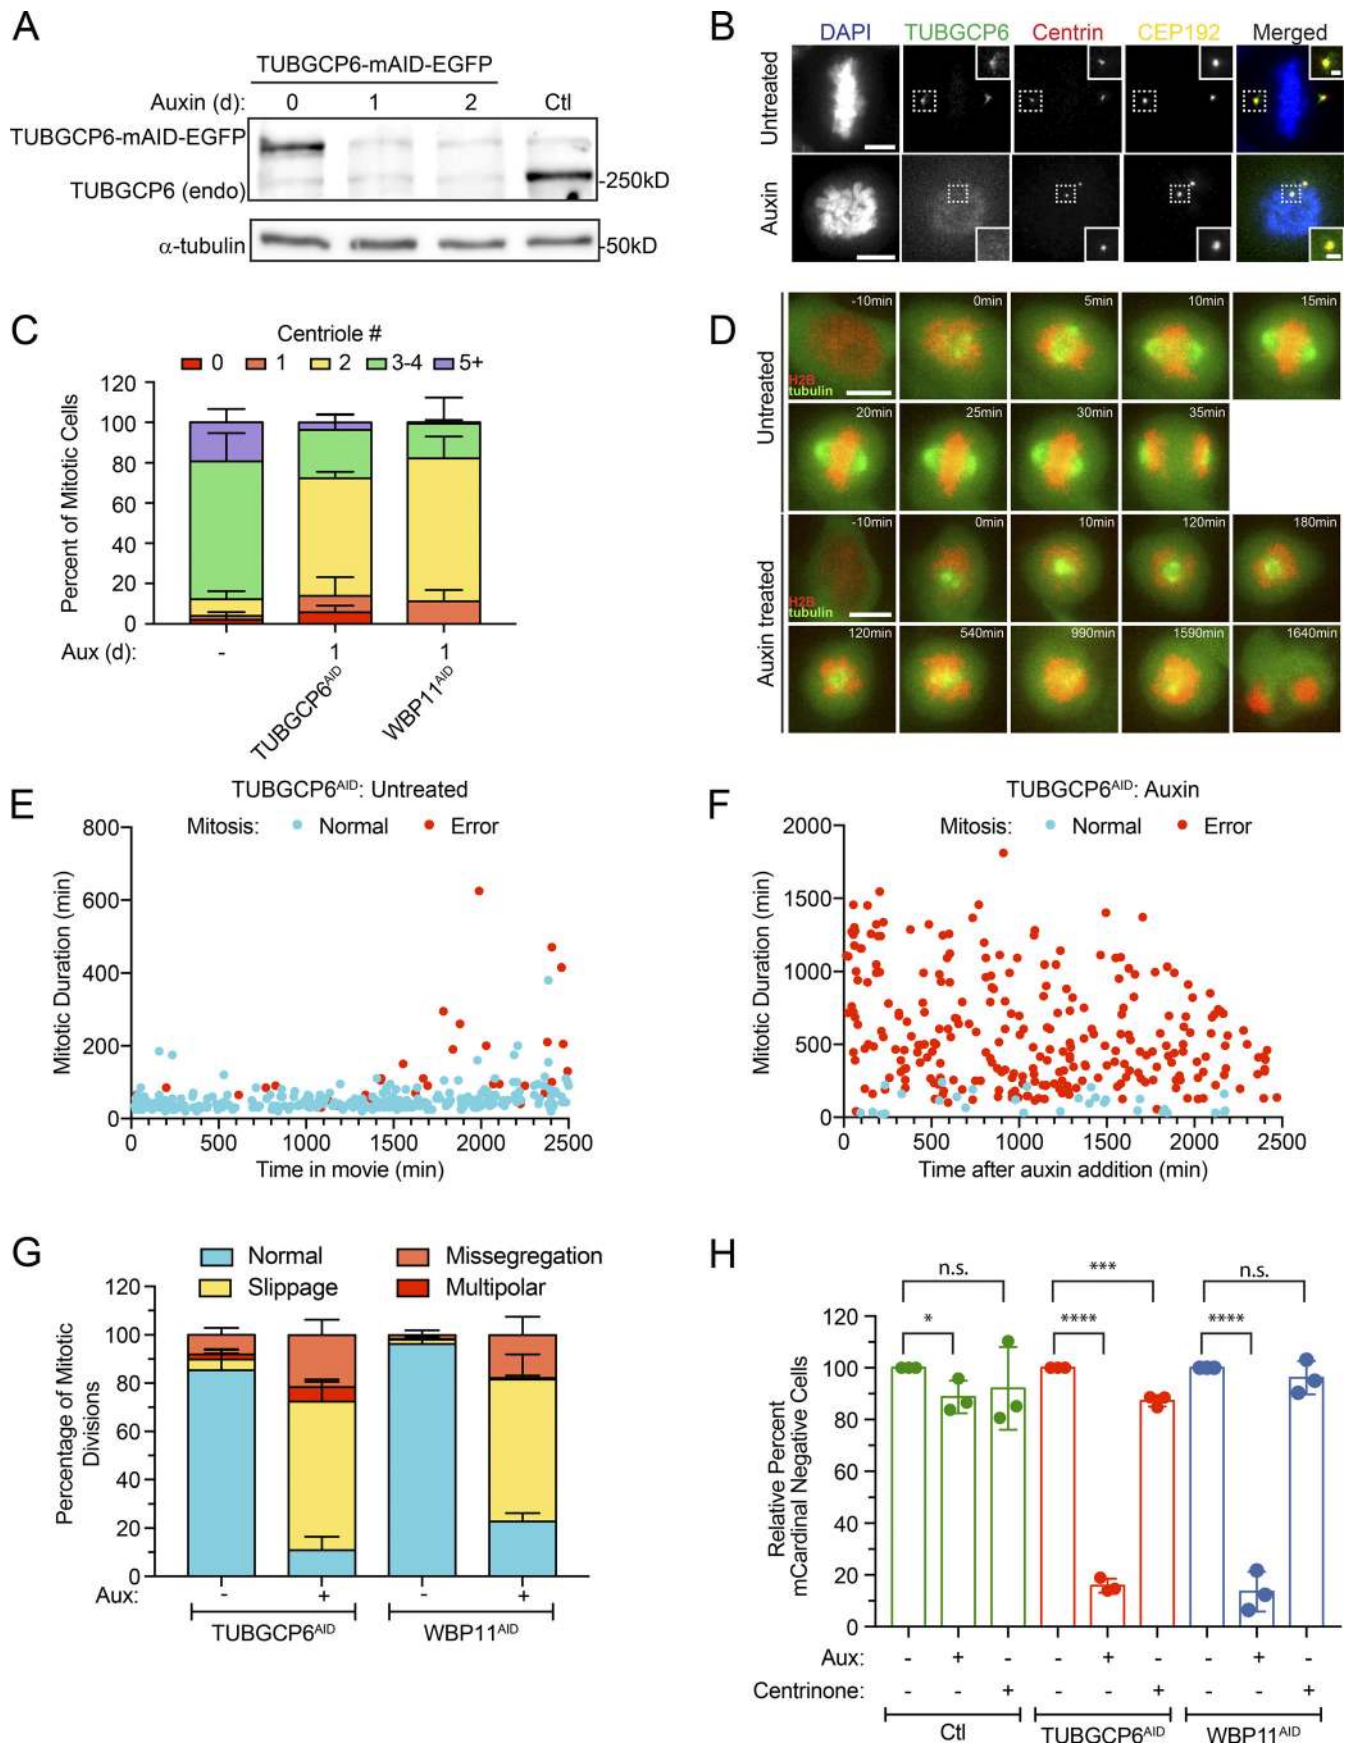 A
TUBGCP6-mAID-EGFP
Auxin (d): 0 1 2 Ctl
TUBGCP6-mAID-EGFP
TUBGCP6 (endo)
-250kD
α-tubulin
-50kD
B
DAPI TUBGCP6 Centrin CEP192 Merged
Untreated
Auxin
C
Centriole #
0 1 2 3-4 5+
Percent of Mitotic Cells
120
100
80
60
40
20
0
Aux (d): - 1 1
TUBGCP6AID
WBP11AID
D
Untreated
-10min 0min 5min 10min 15min
H2B
tubulin
20min 25min 30min 35min
Auxin treated
-10min 0min 10min 120min 180min
H2B
tubulin
120min 540min 990min 1590min 1640min
E
TUBGCP6AID: Untreated
Mitosis: Normal Error
Mitotic Duration (min)
800
600
400
200
0
0 500 1000 1500 2000 2500
Time in movie (min)
F
TUBGCP6AID: Auxin
Mitosis: Normal Error
Mitotic Duration (min)
2000
1500
1000
500
0
0 500 1000 1500 2000 2500
Time after auxin addition (min)
G
Normal Missegregation
Slippage Multipolar
Percentage of Mitotic
Divisions
120
100
80
60
40
20
0
Aux: - + - +
TUBGCP6AID WBP11AID
H
n.s. *** n.s.
* **** ****
Relative Percent
mCardinal Negative Cells
120
100
80
60
40
20
0
Aux: - + - - + - - + -
Centrinone: - - + - - + - - +
Ctl TUBGCP6AID WBP11AID